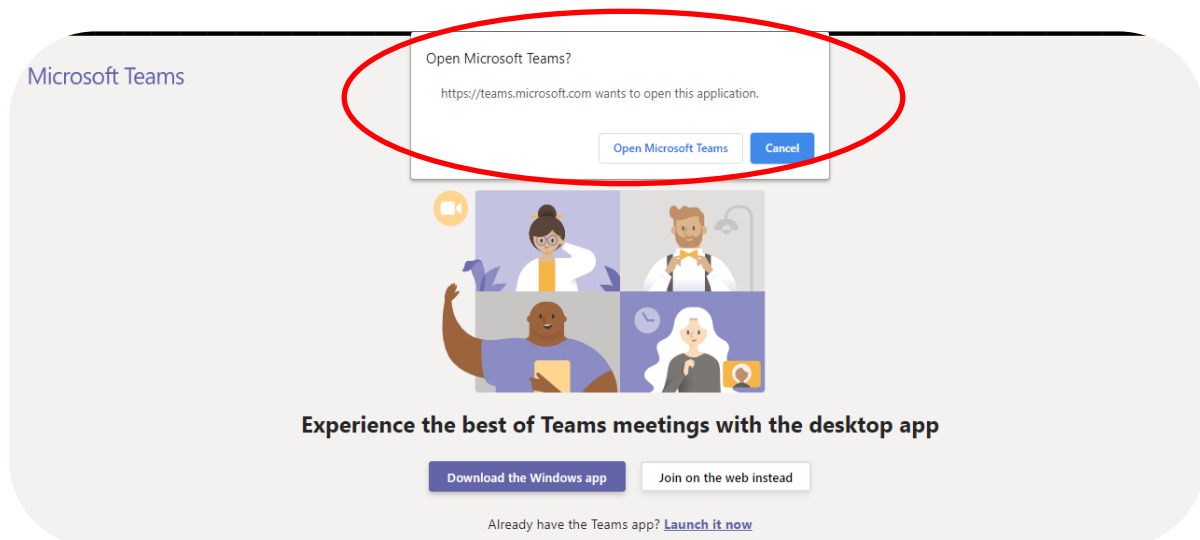 Microsoft Teams
Open Microsoft Teams?
https://teams.microsoft.com wants to open this application.
Open Microsoft Teams Cancel
Experience the best of Teams meetings with the desktop app
Download the Windows app Join on the web instead
Already have the Teams app? Launch it now